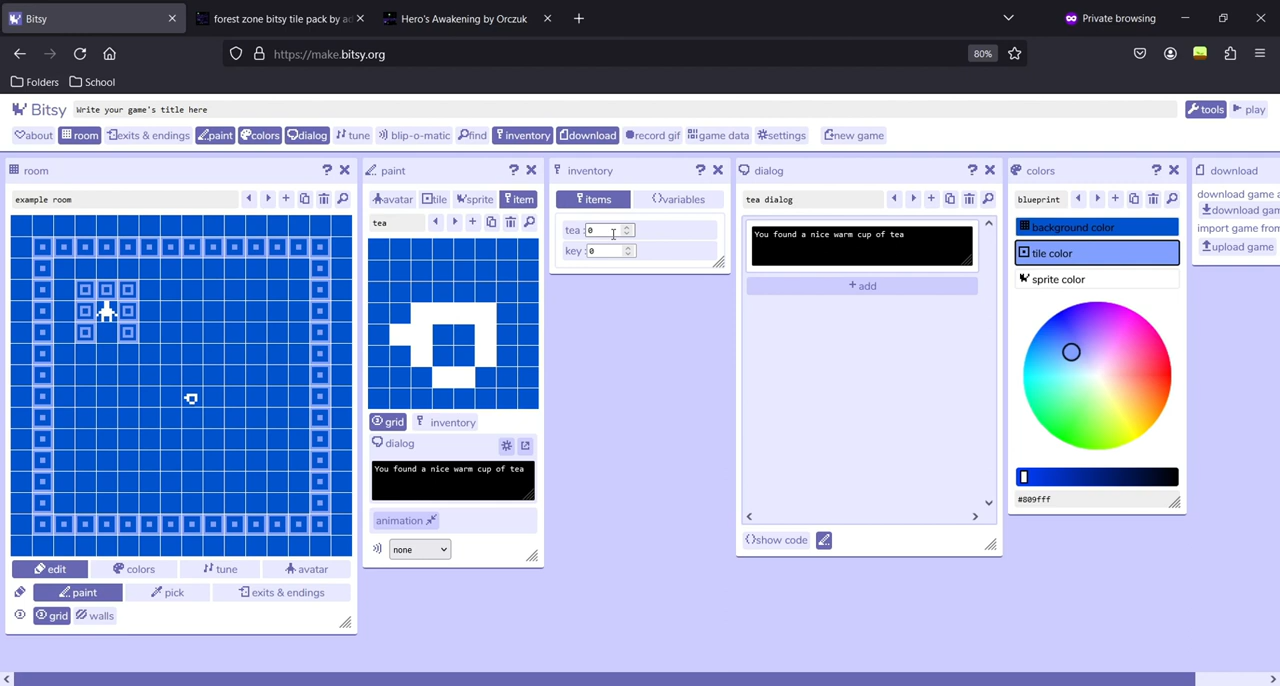 Bitsy
forest zone bitsy tile pack by ad
Hero's Awakening by Orczuk
Private browsing
https://make.bitsy.org
80%
Folders
School
Bitsy
Write your game's title here
tools
play
about
room
exits & endings
paint
colors
dialog
tune
blip-o-matic
find
inventory
download
record gif
game data
settings
new game
room
example room
edit
colors
tune
avatar
paint
pick
exits & endings
grid
walls
paint
avatar
tile
sprite
item
tea
grid
inventory
dialog
You found a nice warm cup of tea
animation
none
inventory
items
variables
tea : 0
key : 0
dialog
tea dialog
You found a nice warm cup of tea
+ add
show code
colors
blueprint
background color
tile color
sprite color
#809fff
download
download game a
download gam
import game from
upload game